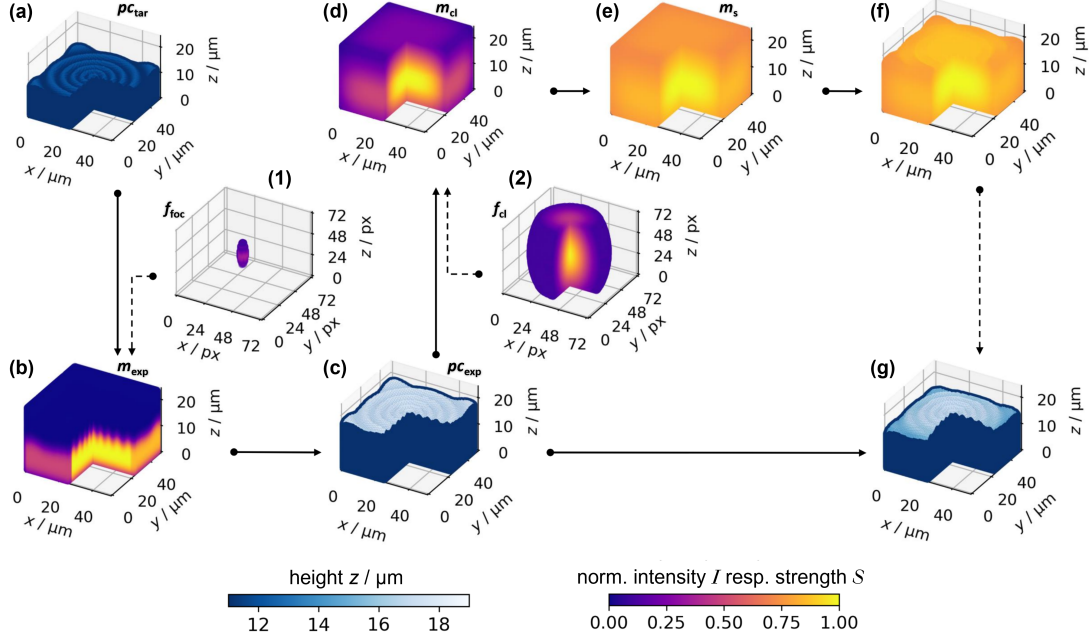 (a)
pc_tar
20
10
0
z / µm
0
20
40
x / µm
0
20
40
y / µm
(d)
m_cl
20
10
0
z / µm
0
20
40
x / µm
0
20
40
y / µm
(e)
m_s
20
10
0
z / µm
0
20
40
x / µm
0
20
40
y / µm
(f)
20
10
0
z / µm
0
20
40
x / µm
0
20
40
y / µm
(1)
f_foc
72
48
24
0
z / px
0
24
48
72
x / px
0
24
48
72
y / px
(2)
f_cl
72
48
24
0
z / px
0
24
48
72
x / px
0
24
48
72
y / px
(b)
m_exp
20
10
0
z / µm
0
20
40
x / µm
0
20
40
y / µm
(c)
pc_exp
20
10
0
z / µm
0
20
40
x / µm
0
20
40
y / µm
(g)
20
10
0
z / µm
0
20
40
x / µm
0
20
40
y / µm
height z / µm
12 14 16 18
norm. intensity I resp. strength S
0.00 0.25 0.50 0.75 1.00